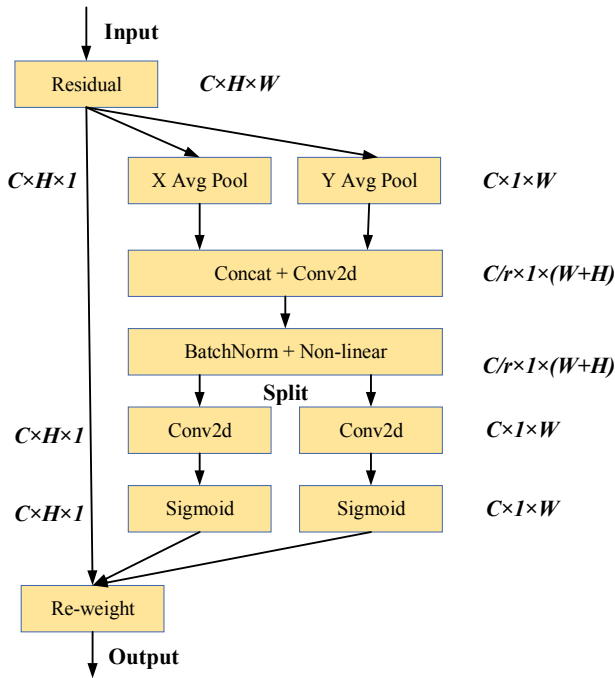 Input
Residual
C×H×W
C×H×1
X Avg Pool
Y Avg Pool
C×1×W
Concat + Conv2d
C/r×1×(W+H)
BatchNorm + Non-linear
C/r×1×(W+H)
Split
C×H×1
Conv2d
Conv2d
C×1×W
C×H×1
Sigmoid
Sigmoid
C×1×W
Re-weight
Output